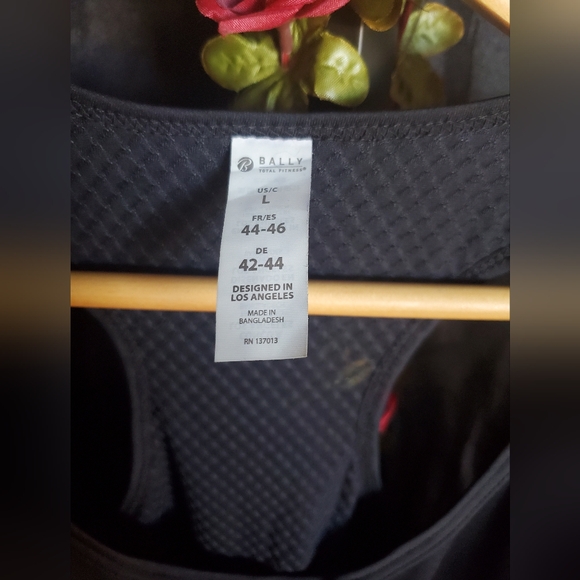 BALLY
TOTAL FITNESS®
US/C
L
FR/ES
44-46
DE
42-44
DESIGNED IN
LOS ANGELES
MADE IN
BANGLADESH
RN 137013